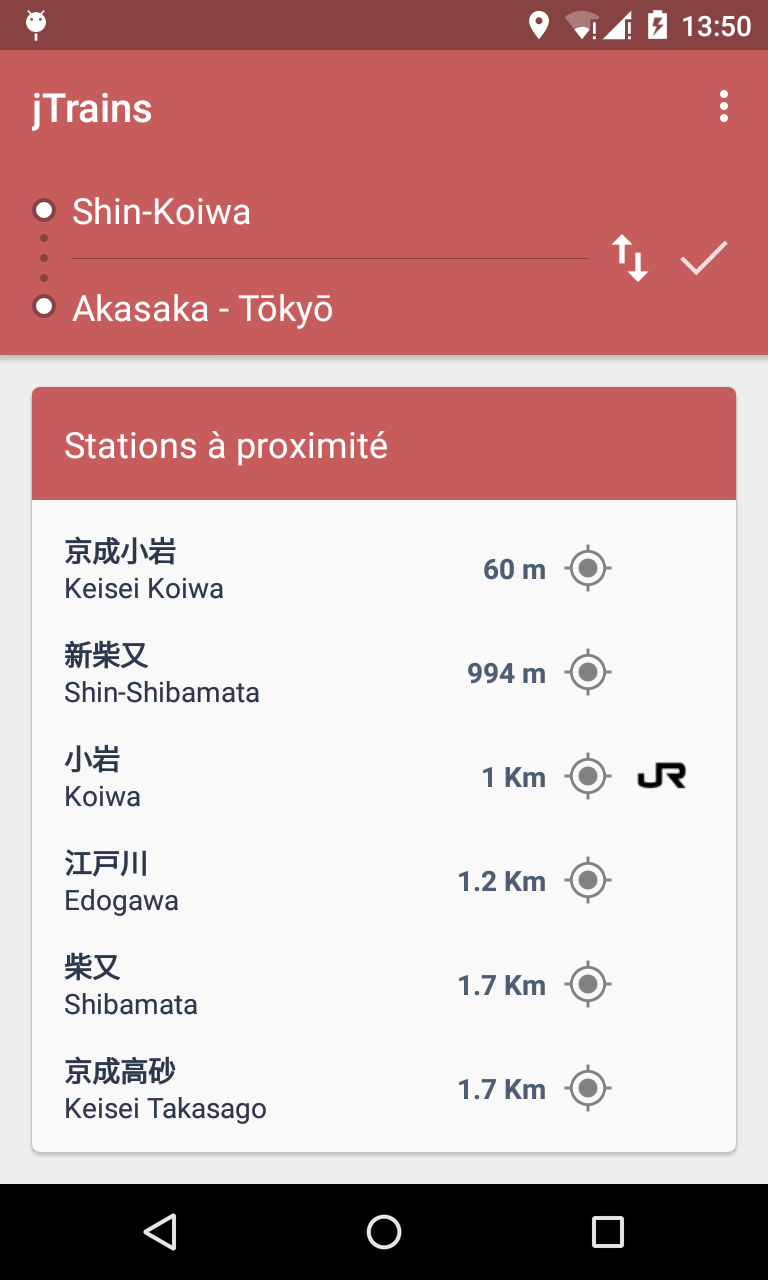 13:50
jTrains
Shin-Koiwa
Akasaka - Tōkyō
Stations à proximité
京成小岩
Keisei Koiwa
60 m
新柴又
Shin-Shibamata
994 m
小岩
Koiwa
1 Km
JR
江戸川
Edogawa
1.2 Km
柴又
Shibamata
1.7 Km
京成高砂
Keisei Takasago
1.7 Km